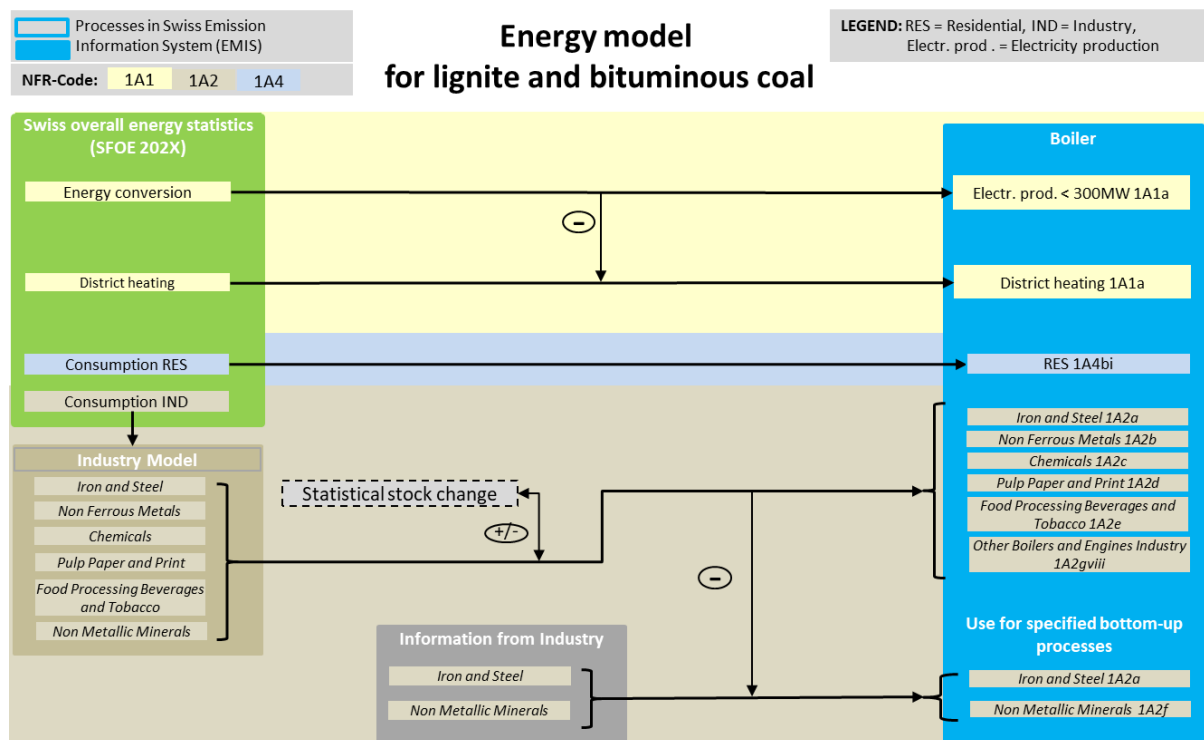 Processes in Swiss Emission
Information System (EMIS)
NFR-Code:
1A1
1A2
1A4
Energy model
for lignite and bituminous coal
LEGEND: RES = Residential, IND = Industry,
Electr. prod . = Electricity production
Swiss overall energy statistics
(SFOE 202X)
Energy conversion
District heating
Consumption RES
Consumption IND
Industry Model
Iron and Steel
Non Ferrous Metals
Chemicals
Pulp Paper and Print
Food Processing Beverages
and Tobacco
Non Metallic Minerals
-
Statistical stock change
+/-
-
Information from Industry
Iron and Steel
Non Metallic Minerals
Boiler
Electr. prod. < 300MW 1A1a
District heating 1A1a
RES 1A4bi
Iron and Steel 1A2a
Non Ferrous Metals 1A2b
Chemicals 1A2c
Pulp Paper and Print 1A2d
Food Processing Beverages and
Tobacco 1A2e
Other Boilers and Engines Industry
1A2gviii
Use for specified bottom-up
processes
Iron and Steel 1A2a
Non Metallic Minerals 1A2f